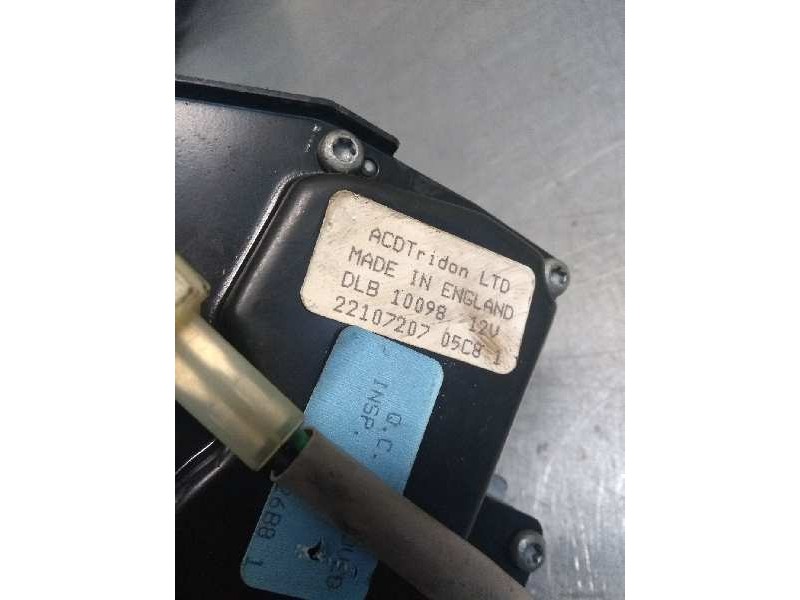 ACDTridon LTD
MADE IN ENGLAND
DLB 10098 12V
22107207 05C8 1
Q.C.
INSP.